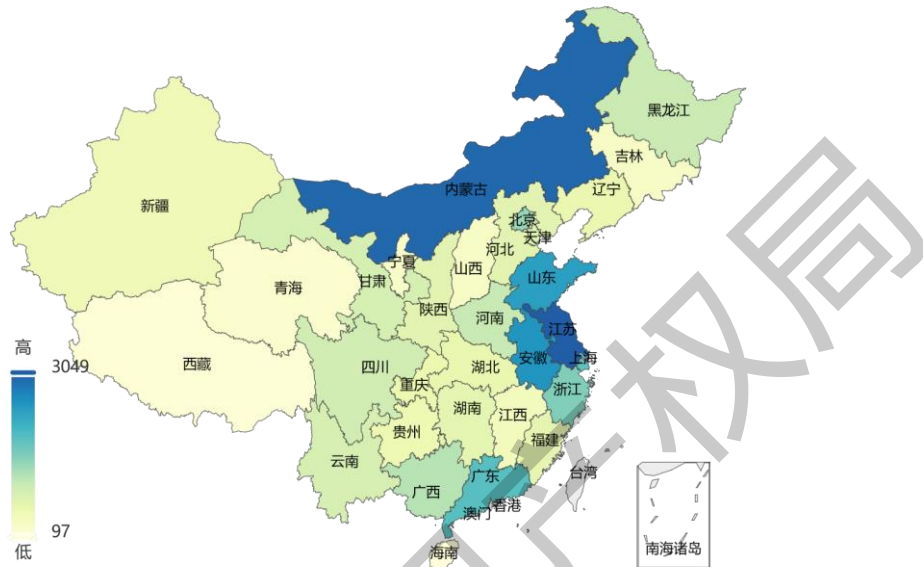 黑龙江
吉林
辽宁
内蒙古
新疆
北京
天津
河北
宁夏
山西
山东
青海
甘肃
陕西
河南
江苏
高
3049
西藏
四川
重庆
湖北
安徽
上海
浙江
湖南
江西
贵州
福建
云南
广西
广东
台湾
澳门
香港
97
低
海南
南海诸岛
产权局